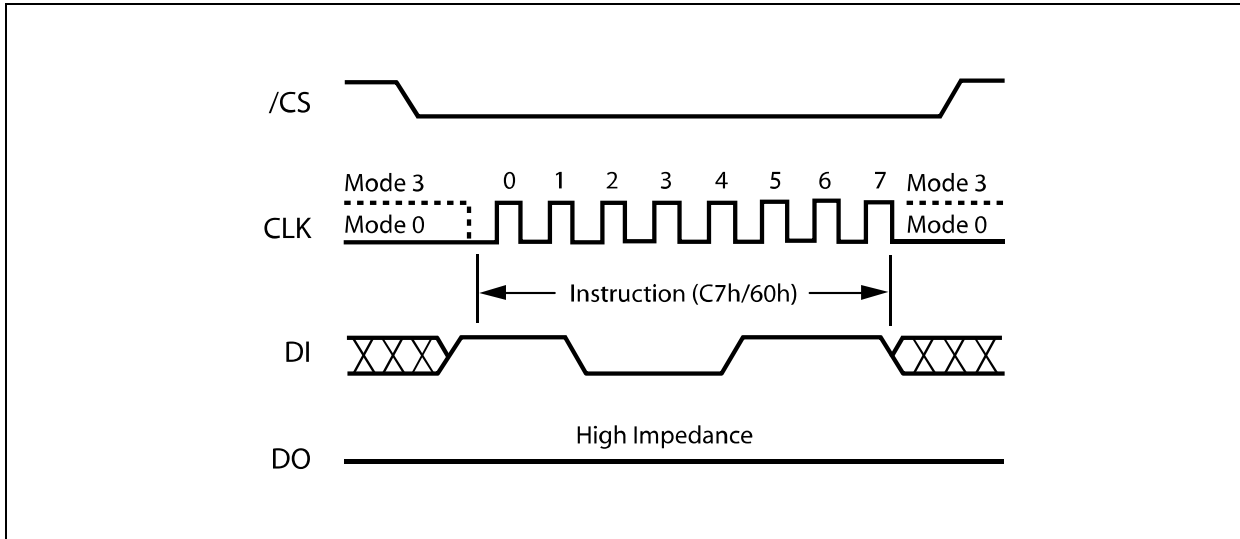 /CS
Mode 3 0 1 2 3 4 5 6 7 Mode 3
CLK Mode 0 Mode 0
Instruction (C7h/60h)
DI
High Impedance
DO